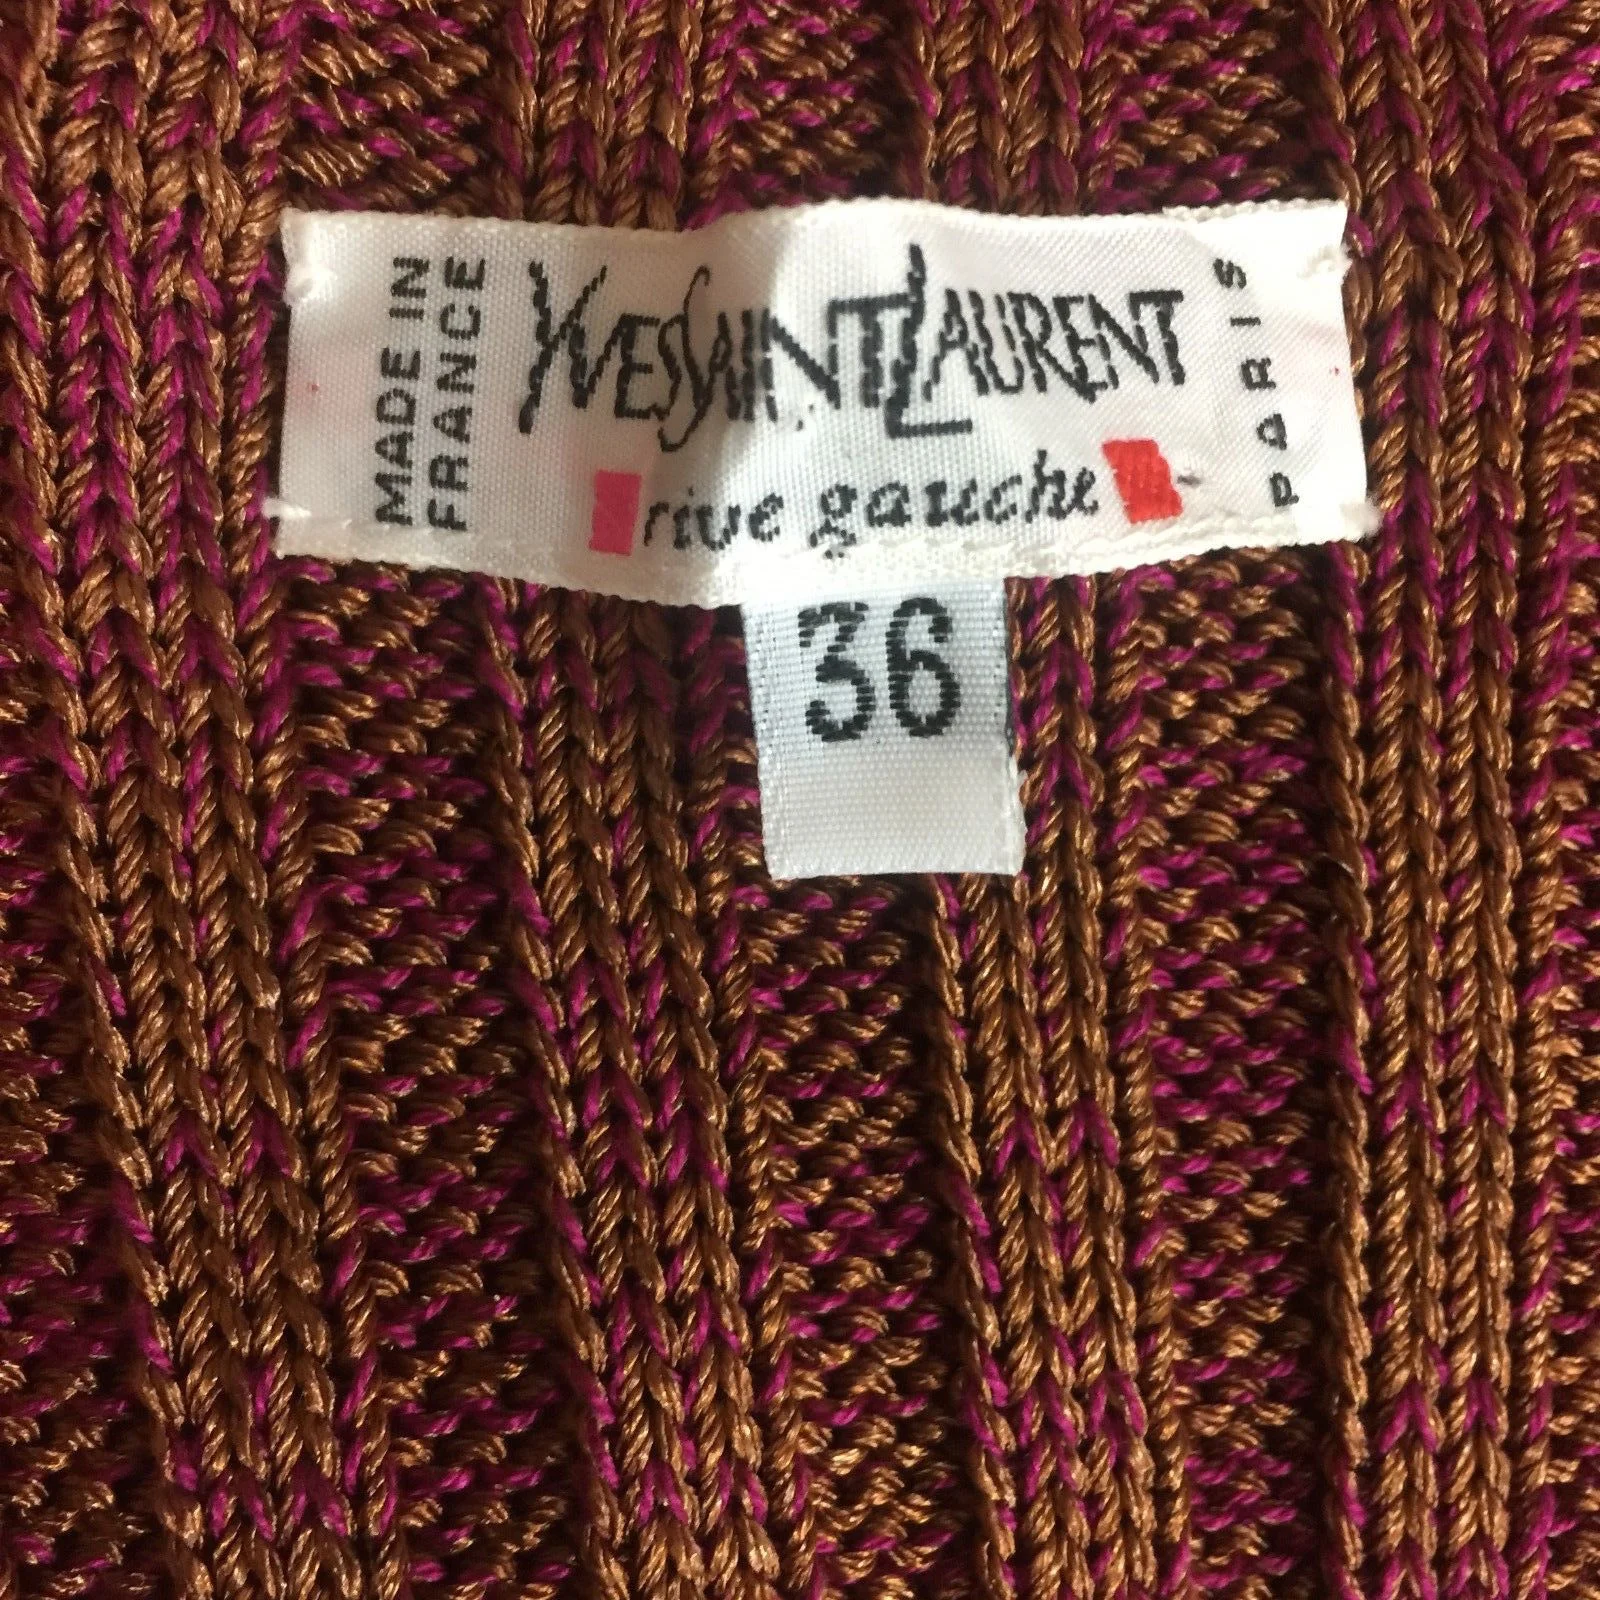 MADE IN
FRANCE
YVESSAINTLAURENT
rive gauche
PARIS
36